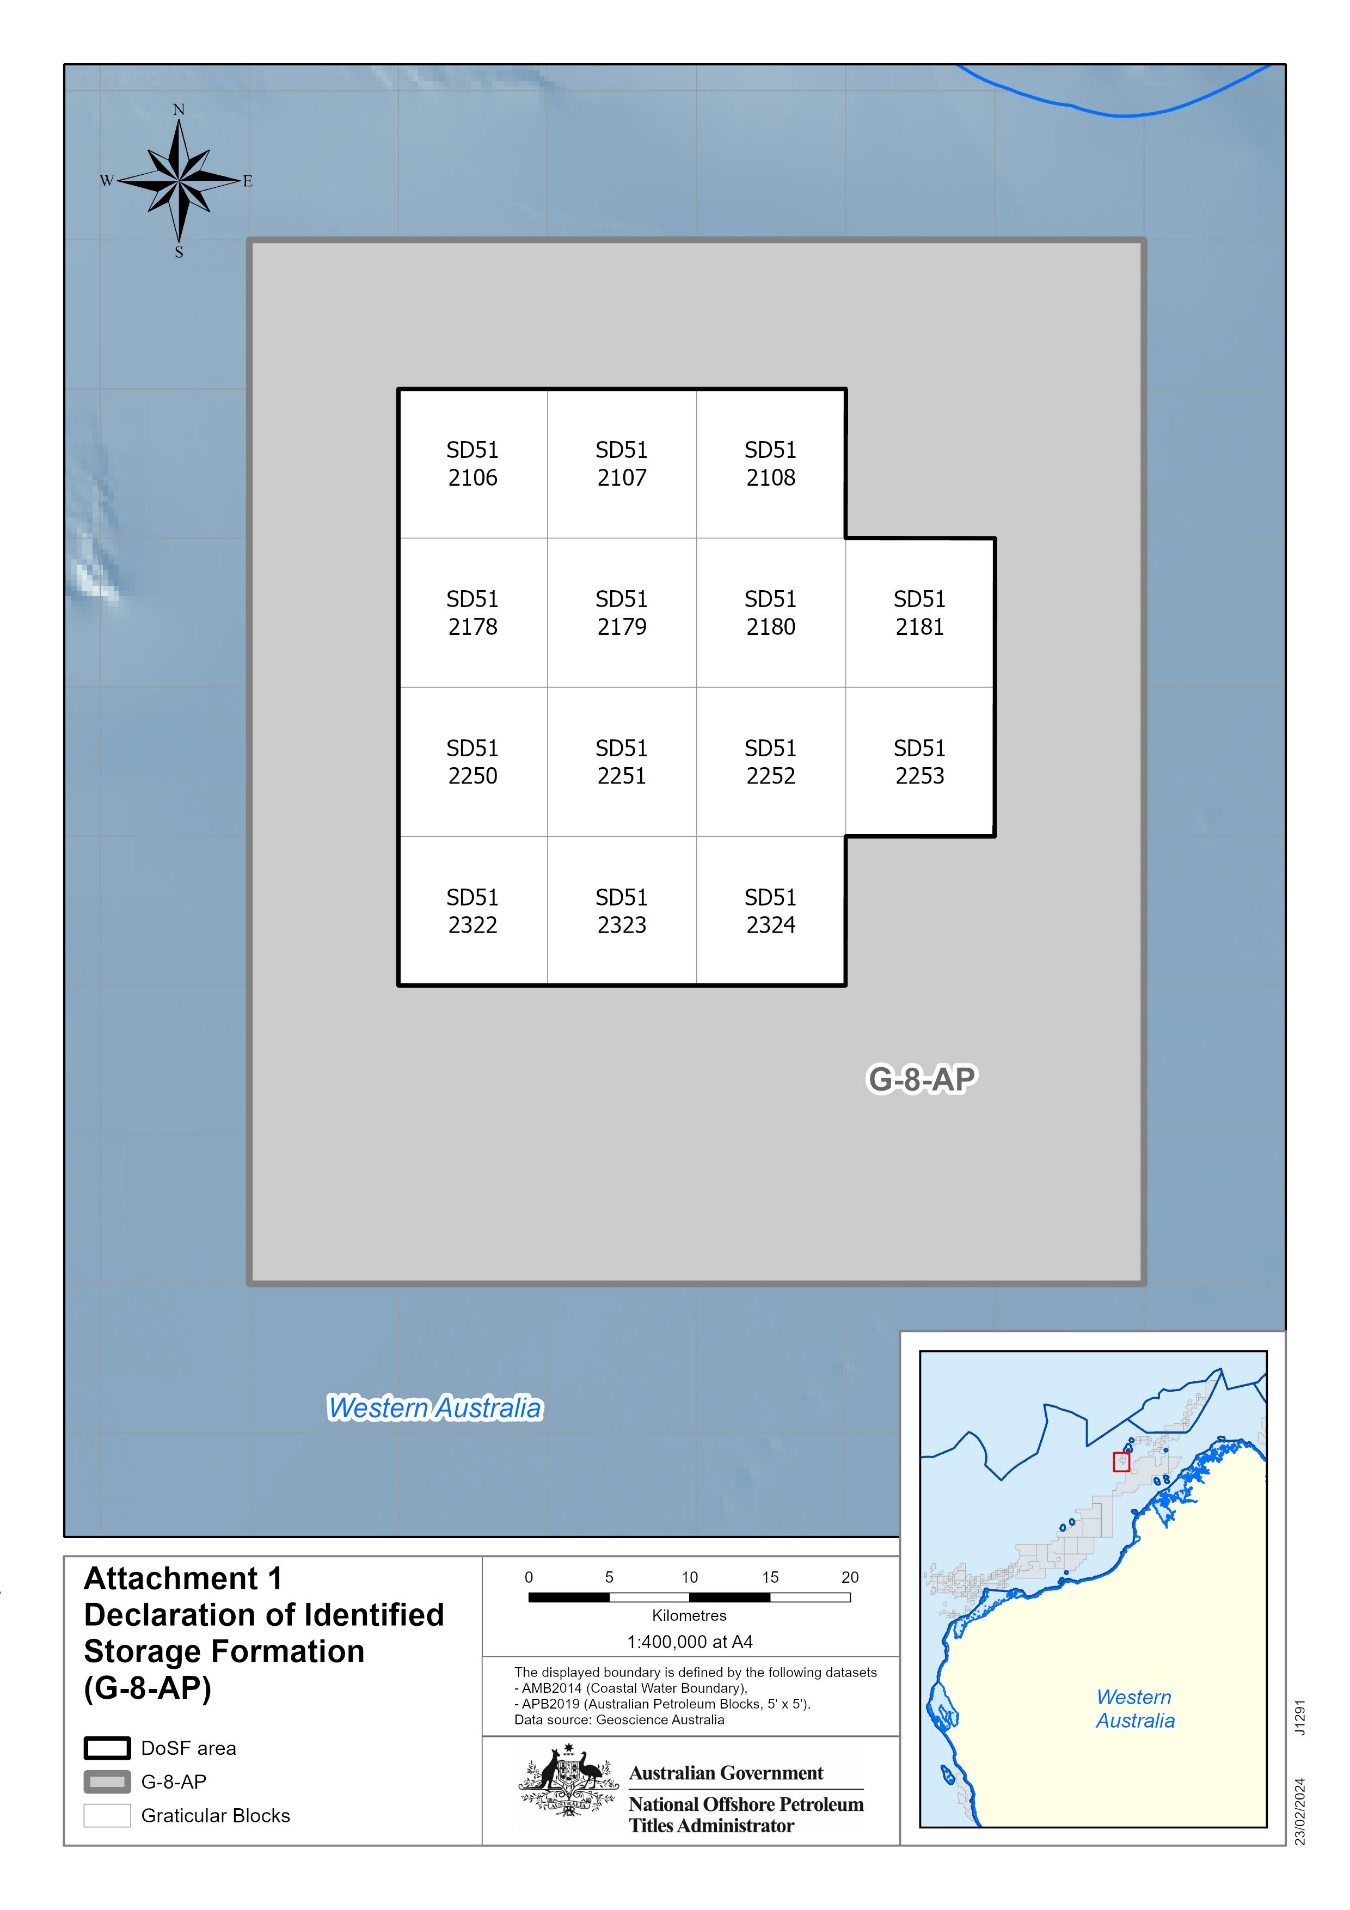 N
W
E
S
SD51
2106
SD51
2107
SD51
2108
SD51
2178
SD51
2179
SD51
2180
SD51
2181
SD51
2250
SD51
2251
SD51
2252
SD51
2253
SD51
2322
SD51
2323
SD51
2324
G-8-AP
Western Australia
Attachment 1
Declaration of Identified
Storage Formation
(G-8-AP)
DoSF area
G-8-AP
Graticular Blocks
0 5 10 15 20
Kilometres
1:400,000 at A4
The displayed boundary is defined by the following datasets
- AMB2014 (Coastal Water Boundary),
- APB2019 (Australian Petroleum Blocks, 5' x 5').
Data source: Geoscience Australia
AUSTRALIA
Australian Government
National Offshore Petroleum
Titles Administrator
Western
Australia
23/02/2024 J1291